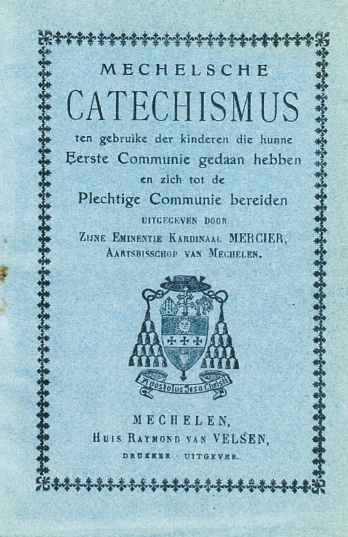 MECHELSCHE
CATECHISMUS
ten gebruike der kinderen die hunne
Eerste Communie gedaan hebben
en zich tot de
Plechtige Communie bereiden
UITGEGEVEN DOOR
ZIJNE EMINENTIE KARDINAAL MERCIER,
AARTSBISSCHOP VAN MECHELEN.
Apostolus Jesu Christi
MECHELEN,
HUIS RAYMOND VAN VELSEN,
DRUKKER - UITGEVER.